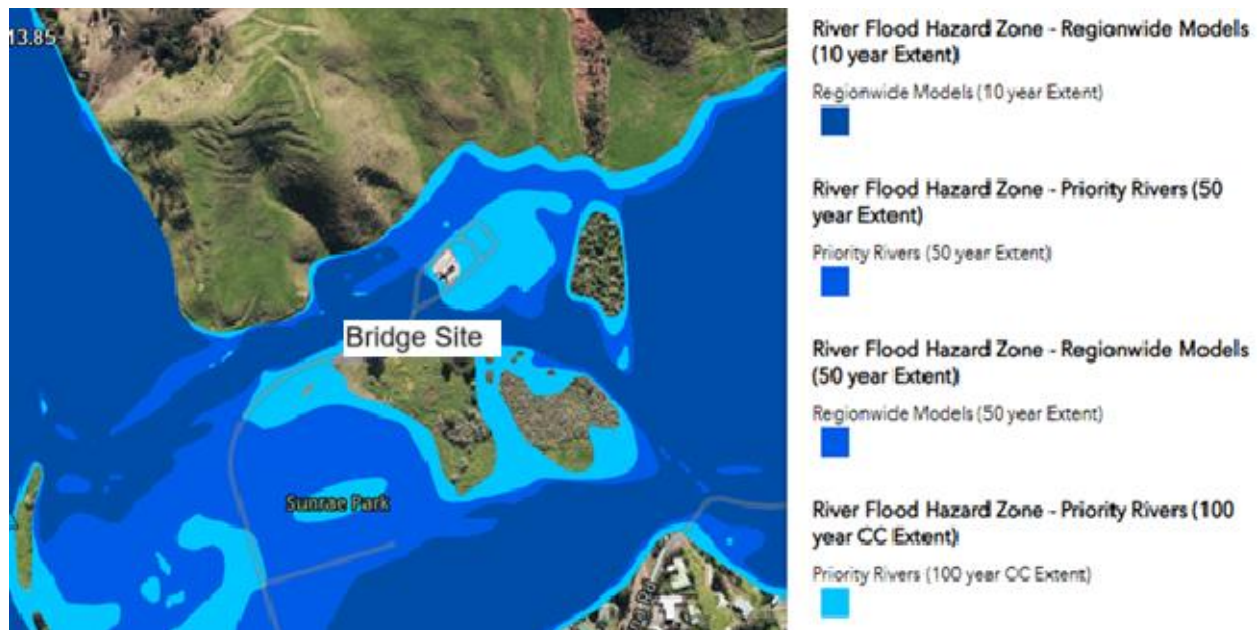 13.85
Bridge Site
Sunrae Park
Rd
River Flood Hazard Zone - Regionwide Models
(10 year Extent)
Regionwide Models (10 year Extent)
River Flood Hazard Zone - Priority Rivers (50
year Extent)
Priority Rivers (50 year Extent)
River Flood Hazard Zone - Regionwide Models
(50 year Extent)
Regionwide Models (50 year Extent)
River Flood Hazard Zone - Priority Rivers (100
year CC Extent)
Priority Rivers (100 year CC Extent)